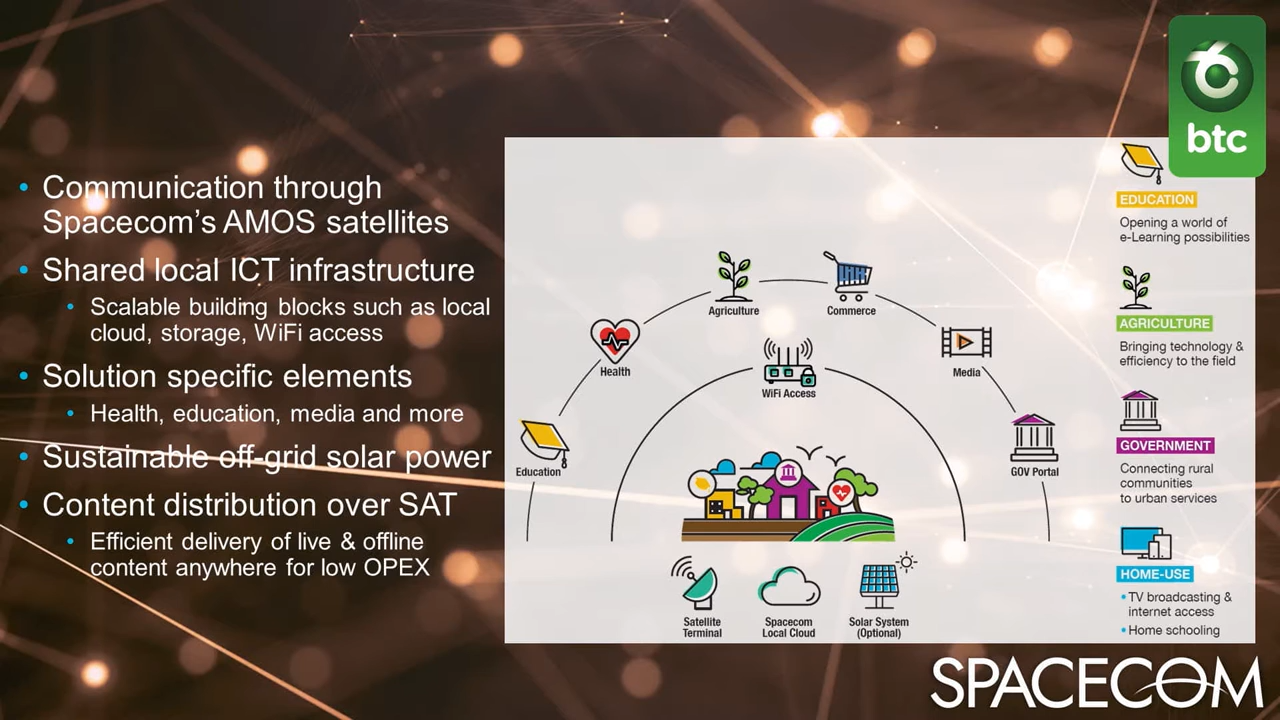 btc
• Communication through
Spacecom's AMOS satellites
• Shared local ICT infrastructure
• Scalable building blocks such as local
cloud, storage, WiFi access
• Solution specific elements
• Health, education, media and more
• Sustainable off-grid solar power
• Content distribution over SAT
• Efficient delivery of live & offline
content anywhere for low OPEX
Agriculture
Commerce
Health
Media
WiFi Access
Education
GOV Portal
Satellite
Terminal
Spacecom
Local Cloud
Solar System
(Optional)
EDUCATION
Opening a world of
e-Learning possibilities
AGRICULTURE
Bringing technology &
efficiency to the field
GOVERNMENT
Connecting rural
communities
to urban services
HOME-USE
• TV broadcasting &
internet access
• Home schooling
SPACECOM